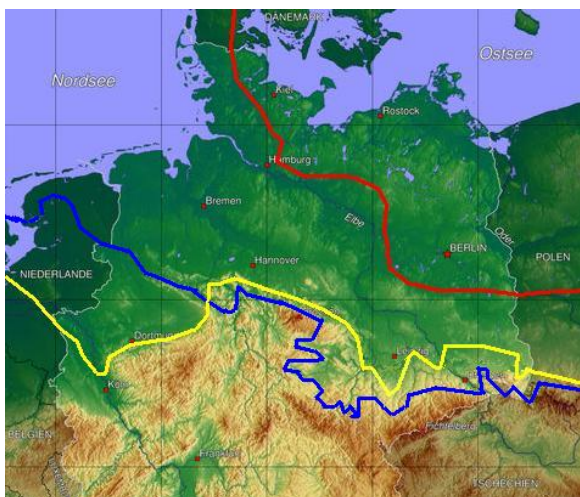 DÄNEMARK
Nordsee
Ostsee
Kiel
Rostock
Hamburg
Bremen
Elbe
Oder
BERLIN
POLEN
Hannover
NIEDERLANDE
Dortmund
Leipzig
Köln
BELGIEN
Fichtelberg
Frankfurt
TSCHECHIEN